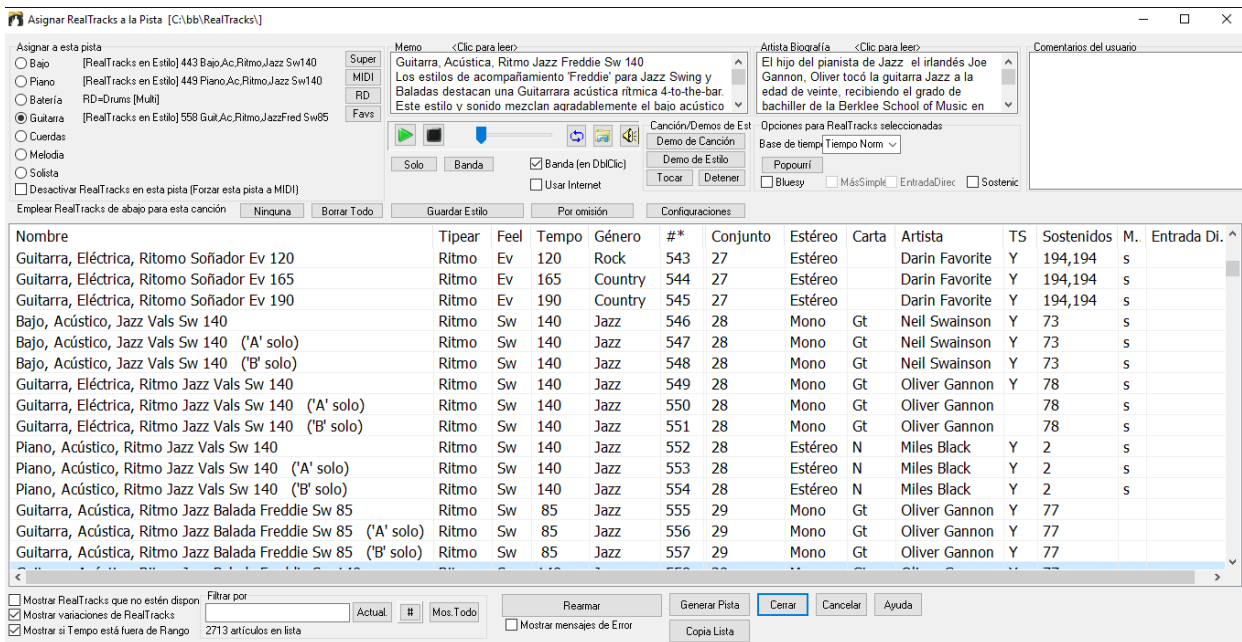 Asignar RealTracks a la Pista [C:\bb\RealTracks\]
Asignar a esta pista
Bajo [RealTracks en Estilo] 443 Bajo,Ac,Ritmo,Jazz Sw140
Piano [RealTracks en Estilo] 449 Piano,Ac,Ritmo,Jazz Sw140
Batería RD=Drums [Multi]
Guitarra [RealTracks en Estilo] 558 Guit,Ac,Ritmo,JazzFred Sw85
Cuerdas
Melodia
Solista
Desactivar RealTracks en esta pista (Forzar esta pista a MIDI)
Super
MIDI
RD
Favs
Memo <Clic para leer>
Guitarra, Acústica, Ritmo Jazz Freddie Sw 140
Los estilos de acompañamiento 'Freddie' para Jazz Swing y
Baladas destacan una Guitarrara acústica rítmica 4-to-the-bar.
Este estilo y sonido mezclan agradablemente el bajo acústico
Solo Banda
Banda (en DblClic)
Usar Internet
Canción/Demos de Est
Demo de Canción
Demo de Estilo
Tocar Detener
Artista Biografía <Clic para leer>
El hijo del pianista de Jazz el irlandés Joe
Gannon, Oliver tocó la guitarra Jazz a la
edad de veinte, recibiendo el grado de
bachiller de la Berklee School of Music en
Opciones para RealTracks seleccionadas
Base de tiempo Tiempo Norm
Popourrí
Bluesy MásSimple EntradaDirec Sostenic
Comentarios del usuario
Emplear RealTracks de abajo para esta canción Ninguna Borrar Todo Guardar Estilo Por omisión Configuraciones
Nombre Tipear Feel Tempo Género #* Conjunto Estéreo Carta Artista TS Sostenidos M.. Entrada Di.
Guitarra, Eléctrica, Ritomo Soñador Ev 120 Ritmo Ev 120 Rock 543 27 Estéreo Darin Favorite Y 194,194 s
Guitarra, Eléctrica, Ritomo Soñador Ev 165 Ritmo Ev 165 Country 544 27 Estéreo Darin Favorite Y 194,194 s
Guitarra, Eléctrica, Ritomo Soñador Ev 190 Ritmo Ev 190 Country 545 27 Estéreo Darin Favorite Y 194,194 s
Bajo, Acústico, Jazz Vals Sw 140 Ritmo Sw 140 Jazz 546 28 Mono Gt Neil Swainson Y 73 s
Bajo, Acústico, Jazz Vals Sw 140 ('A' solo) Ritmo Sw 140 Jazz 547 28 Mono Gt Neil Swainson Y 73 s
Bajo, Acústico, Jazz Vals Sw 140 ('B' solo) Ritmo Sw 140 Jazz 548 28 Mono Gt Neil Swainson Y 73 s
Guitarra, Eléctrica, Ritmo Jazz Vals Sw 140 Ritmo Sw 140 Jazz 549 28 Mono Gt Oliver Gannon Y 78 s
Guitarra, Eléctrica, Ritmo Jazz Vals Sw 140 ('A' solo) Ritmo Sw 140 Jazz 550 28 Mono Gt Oliver Gannon 78 s
Guitarra, Eléctrica, Ritmo Jazz Vals Sw 140 ('B' solo) Ritmo Sw 140 Jazz 551 28 Mono Gt Oliver Gannon 78 s
Piano, Acústico, Ritmo Jazz Vals Sw 140 Ritmo Sw 140 Jazz 552 28 Estéreo N Miles Black Y 2 s
Piano, Acústico, Ritmo Jazz Vals Sw 140 ('A' solo) Ritmo Sw 140 Jazz 553 28 Estéreo N Miles Black Y 2 s
Piano, Acústico, Ritmo Jazz Vals Sw 140 ('B' solo) Ritmo Sw 140 Jazz 554 28 Estéreo N Miles Black Y 2 s
Guitarra, Acústica, Ritmo Jazz Balada Freddie Sw 85 Ritmo Sw 85 Jazz 555 29 Mono Gt Oliver Gannon Y 77
Guitarra, Acústica, Ritmo Jazz Balada Freddie Sw 85 ('A' solo) Ritmo Sw 85 Jazz 556 29 Mono Gt Oliver Gannon Y 77
Guitarra, Acústica, Ritmo Jazz Balada Freddie Sw 85 ('B' solo) Ritmo Sw 85 Jazz 557 29 Mono Gt Oliver Gannon Y 77
Mostrar RealTracks que no estén dispon
Mostrar variaciones de RealTracks
Mostrar si Tempo está fuera de Rango
Filtrar por
Actual. # Mos.Todo
2713 artículos en lista
Rearmar
Mostrar mensajes de Error
Generar Pista Cerrar Cancelar Ayuda
Copia Lista